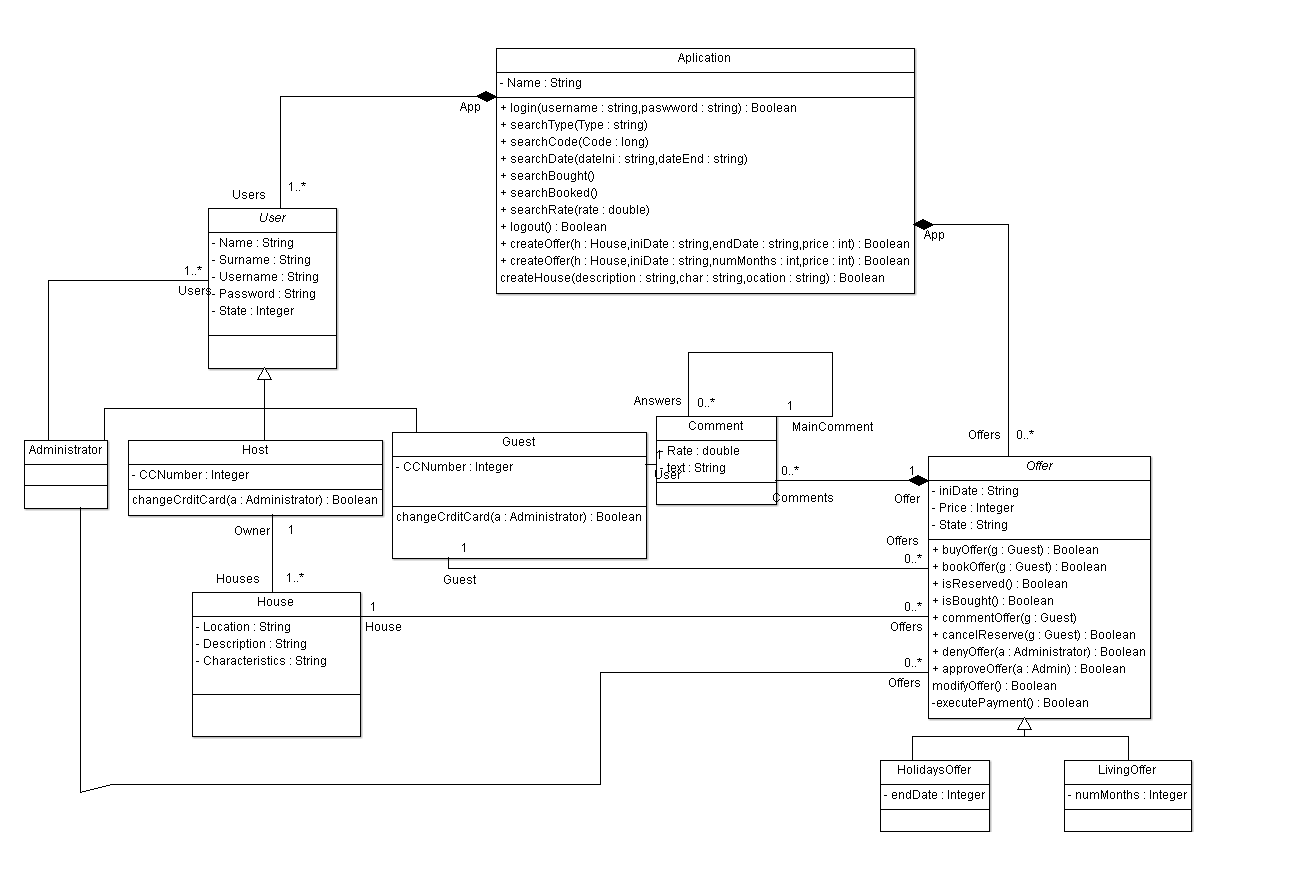 Aplication
- Name : String
+ login(username : string,paswword : string) : Boolean
+ searchType(Type : string)
+ searchCode(Code : long)
+ searchDate(dateIni : string,dateEnd : string)
+ searchBought()
+ searchBooked()
+ searchRate(rate : double)
+ logout() : Boolean
+ createOffer(h : House,iniDate : string,endDate : string,price : int) : Boolean
+ createOffer(h : House,iniDate : string,numMonths : int,price : int) : Boolean
createHouse(description : string,char : string,ocation : string) : Boolean
App
App
Users
1..*
User
- Name : String
- Surname : String
- Username : String
- Password : String
- State : Integer
1..*
Users
Administrator
Host
- CCNumber : Integer
changeCrditCard(a : Administrator) : Boolean
Guest
- CCNumber : Integer
changeCrditCard(a : Administrator) : Boolean
Answers
0..*
1
MainComment
Comment
- Rate : double
- text : String
1
User
0..*
Comments
1
Offer
Offers
0..*
Offer
- iniDate : String
- Price : Integer
- State : String
+ buyOffer(g : Guest) : Boolean
+ bookOffer(g : Guest) : Boolean
+ isReserved() : Boolean
+ isBought() : Boolean
+ commentOffer(g : Guest)
+ cancelReserve(g : Guest) : Boolean
+ denyOffer(a : Administrator) : Boolean
+ approveOffer(a : Admin) : Boolean
modifyOffer() : Boolean
-executePayment() : Boolean
Owner
1
Houses
1..*
1
Guest
Offers
0..*
House
- Location : String
- Description : String
- Characteristics : String
1
House
0..*
Offers
0..*
Offers
HolidaysOffer
- endDate : Integer
LivingOffer
- numMonths : Integer